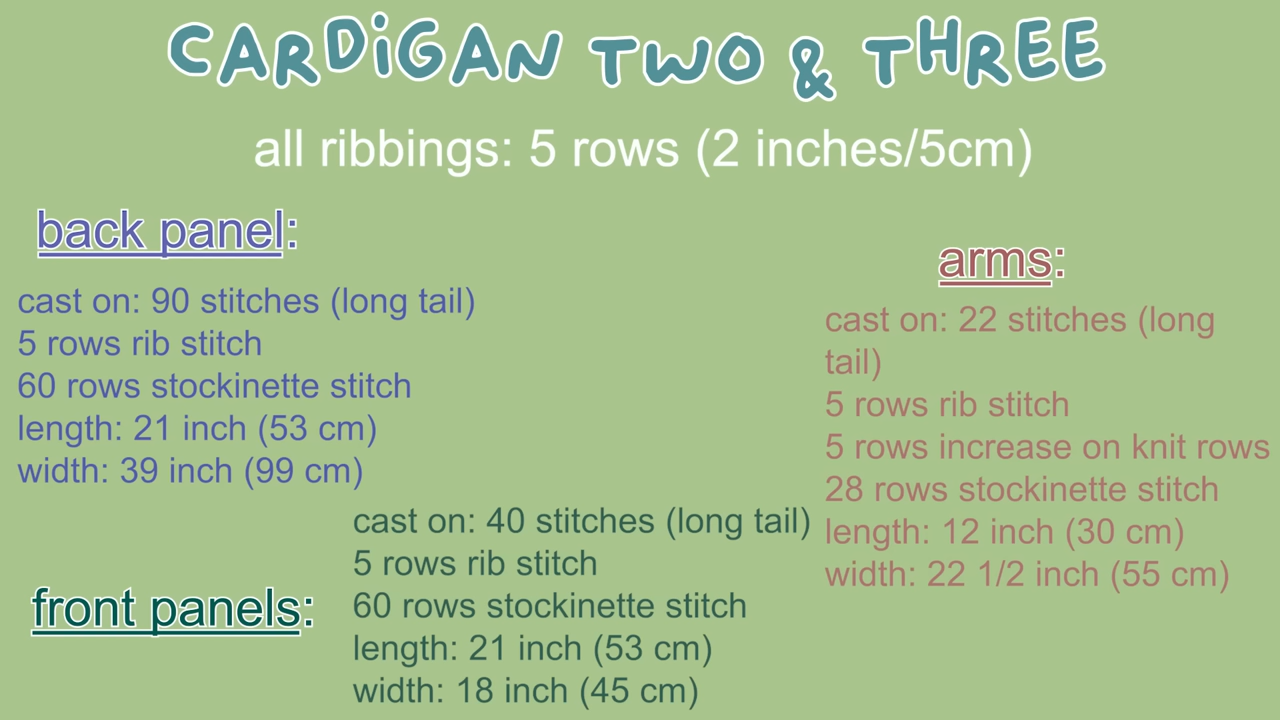 CARDiGAN TWO & THREE
all ribbings: 5 rows (2 inches/5cm)
back panel:
cast on: 90 stitches (long tail)
5 rows rib stitch
60 rows stockinette stitch
length: 21 inch (53 cm)
width: 39 inch (99 cm)
arms:
cast on: 22 stitches (long
tail)
5 rows rib stitch
5 rows increase on knit rows
28 rows stockinette stitch
length: 12 inch (30 cm)
width: 22 1/2 inch (55 cm)
front panels:
cast on: 40 stitches (long tail)
5 rows rib stitch
60 rows stockinette stitch
length: 21 inch (53 cm)
width: 18 inch (45 cm)